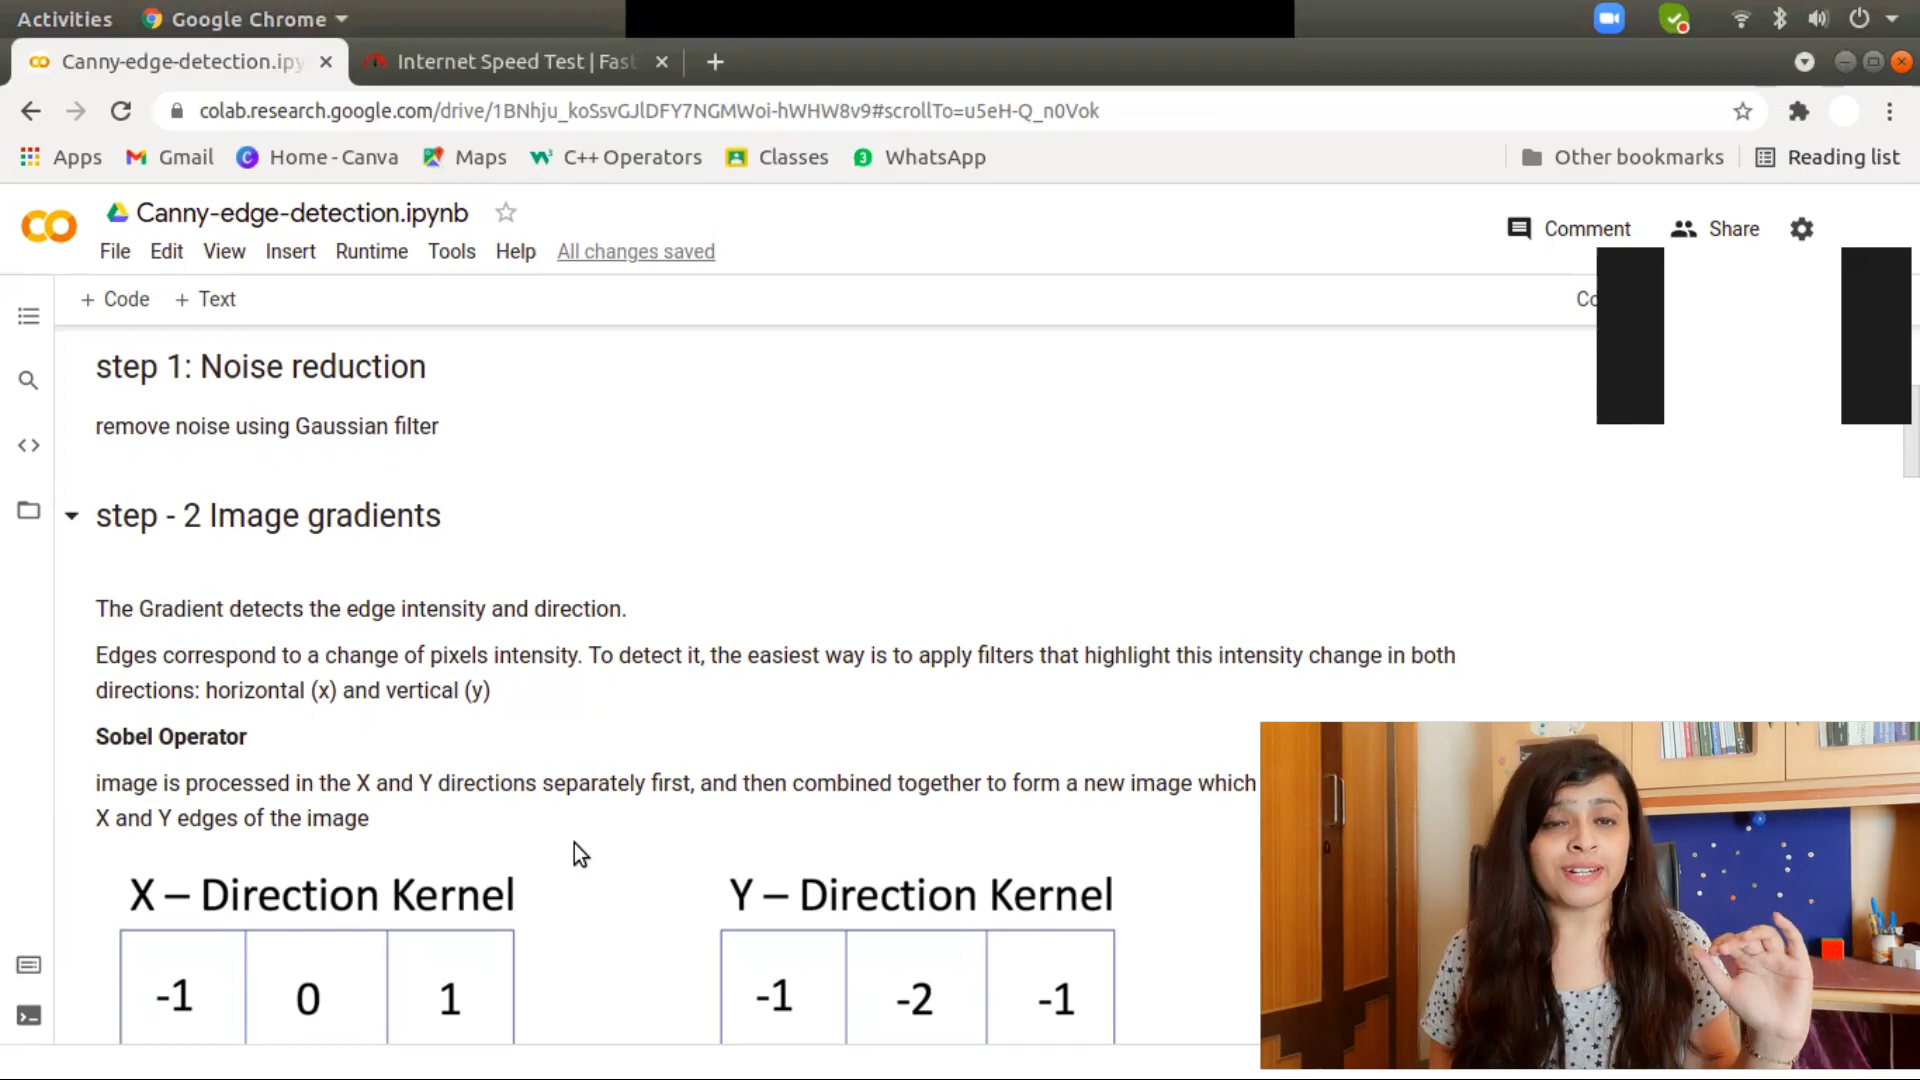 Activities Google Chrome
Canny-edge-detection.ipy Internet Speed Test | Fast
colab.research.google.com/drive/1BNhju_koSsvGJlDFY7NGMWoi-hWHW8v9#scrollTo=u5eH-Q_n0Vok
Apps Gmail Home - Canva Maps C++ Operators Classes 3 WhatsApp Other bookmarks Reading list
Canny-edge-detection.ipynb
Comment Share
File Edit View Insert Runtime Tools Help All changes saved
+ Code + Text
step 1: Noise reduction
remove noise using Gaussian filter
step - 2 Image gradients
The Gradient detects the edge intensity and direction.
Edges correspond to a change of pixels intensity. To detect it, the easiest way is to apply filters that highlight this intensity change in both
directions: horizontal (x) and vertical (y)
Sobel Operator
image is processed in the X and Y directions separately first, and then combined together to form a new image which
X and Y edges of the image
X – Direction Kernel Y – Direction Kernel
-1 0 1 -1 -2 -1